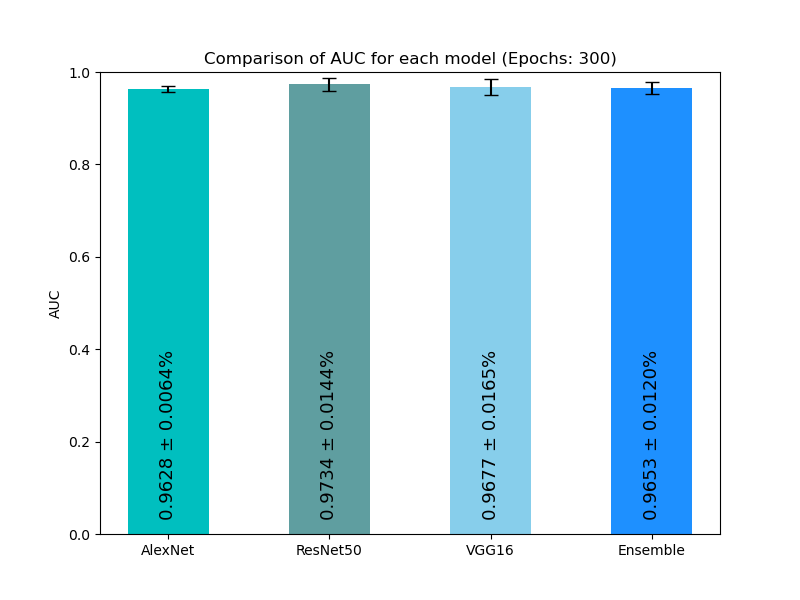 Comparison of AUC for each model (Epochs: 300)
1.0
0.8
0.6
0.4
0.2
0.0
AUC
0.9628 ± 0.0064%
0.9734 ± 0.0144%
0.9677 ± 0.0165%
0.9653 ± 0.0120%
AlexNet
ResNet50
VGG16
Ensemble